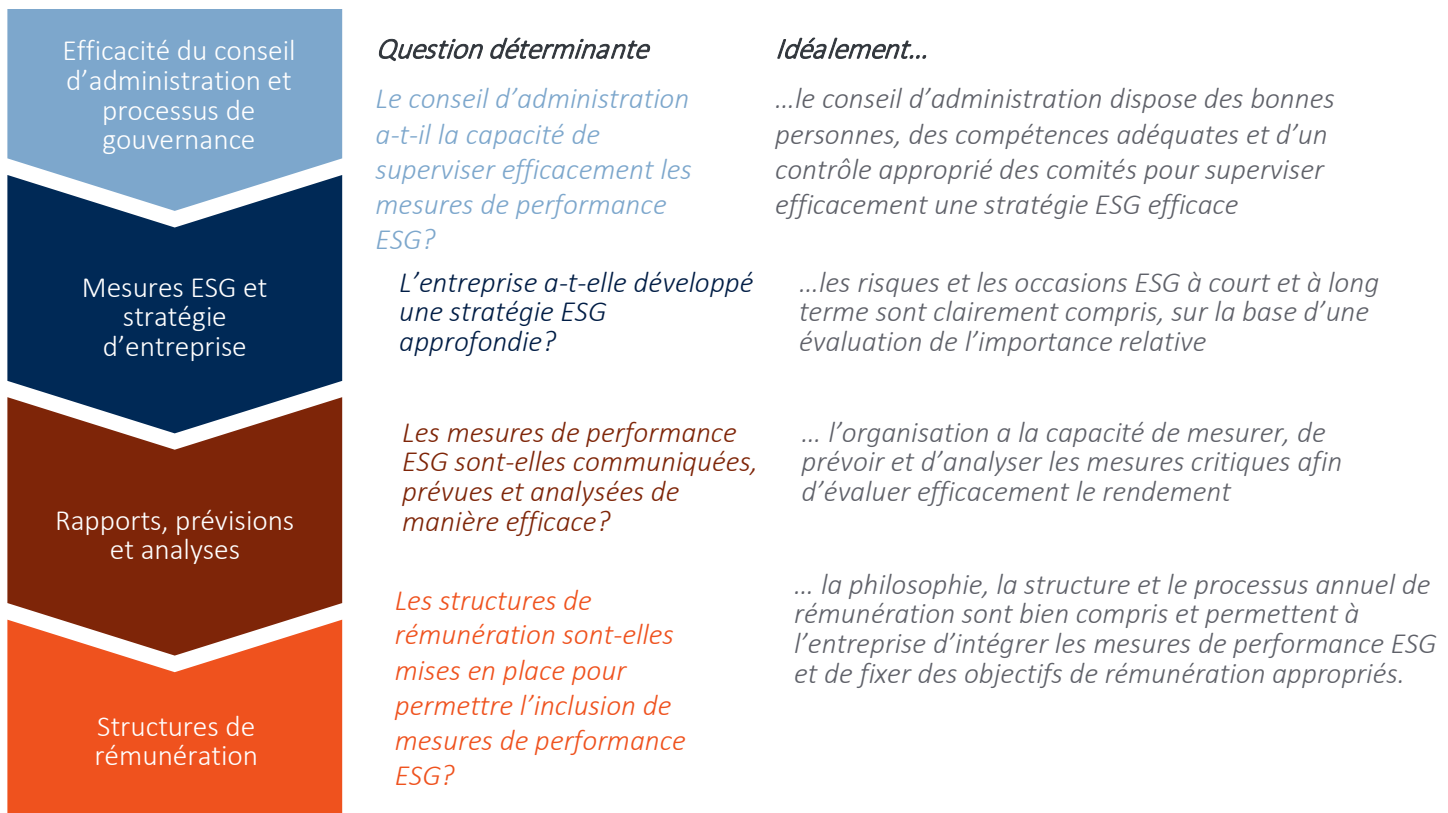 Efficacité du conseil
d’administration et
processus de
gouvernance
Question déterminante
Idéalement…
Le conseil d’administration
a-t-il la capacité de
superviser efficacement les
mesures de performance
ESG?
…le conseil d’administration dispose des bonnes
personnes, des compétences adéquates et d’un
contrôle approprié des comités pour superviser
efficacement une stratégie ESG efficace
Mesures ESG et
stratégie
d’entreprise
L’entreprise a-t-elle développé
une stratégie ESG
approfondie?
…les risques et les occasions ESG à court et à long
terme sont clairement compris, sur la base d’une
évaluation de l’importance relative
Rapports, prévisions
et analyses
Les mesures de performance
ESG sont-elles communiquées,
prévues et analysées de
manière efficace?
… l’organisation a la capacité de mesurer, de
prévoir et d’analyser les mesures critiques afin
d’évaluer efficacement le rendement
Structures de
rémunération
Les structures de
rémunération sont-elles
mises en place pour
permettre l’inclusion de
mesures de performance
ESG?
… la philosophie, la structure et le processus annuel de
rémunération sont bien compris et permettent à
l’entreprise d’intégrer les mesures de performance ESG
et de fixer des objectifs de rémunération appropriés.